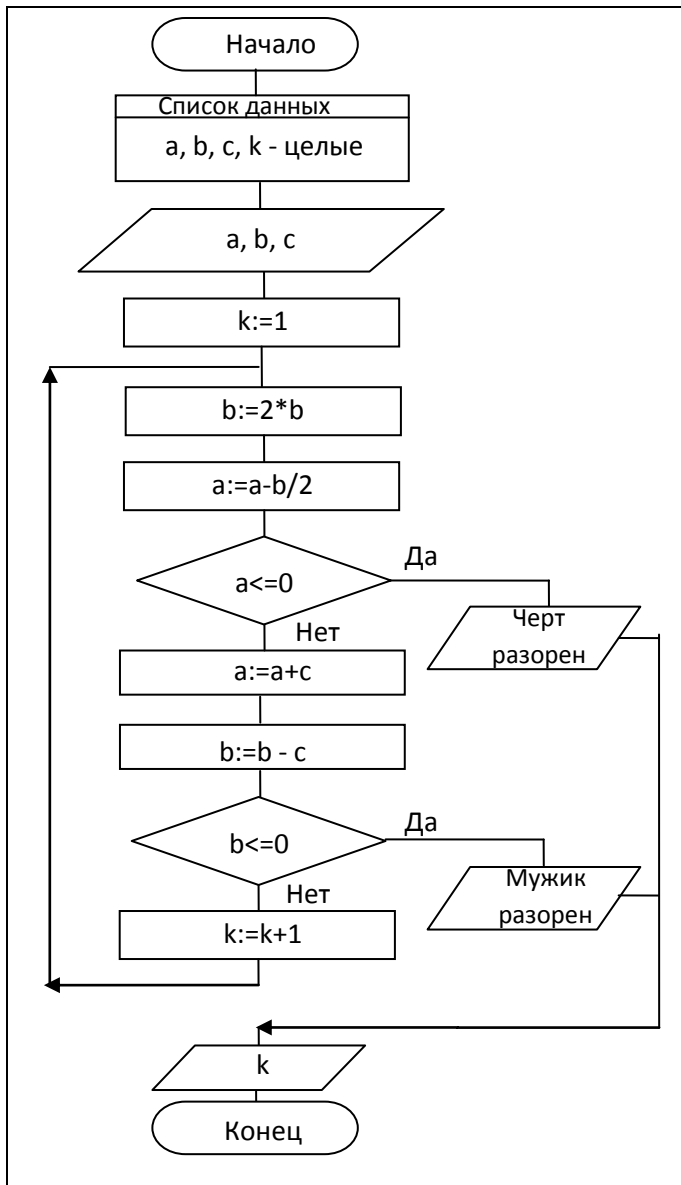 Начало
Список данных
a, b, c, k - целые
a, b, c
k:=1
b:=2*b
a:=a-b/2
a<=0
Да
Черт
разорен
Нет
a:=a+c
b:=b - c
b<=0
Да
Мужик
разорен
Нет
k:=k+1
k
Конец